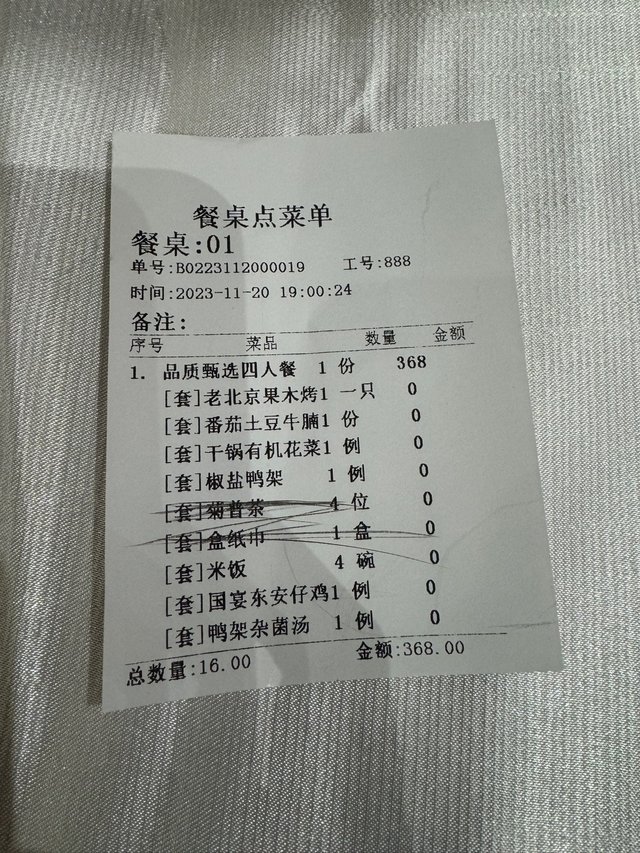 餐桌点菜单
餐桌:01
单号:B0223112000019 工号:888
时间:2023-11-20 19:00:24
备注:
序号 菜品 数量 金额
1. 品质甄选四人餐 1 份 368
[套]老北京果木烤1 一只 0
[套]番茄土豆牛腩1 份 0
[套]干锅有机花菜1 例 0
[套]椒盐鸭架 1 例 0
[套]菊普茶 4 位 0
[套]盒纸巾 1 盒 0
[套]米饭 4 碗 0
[套]国宴东安仔鸡1 例 0
[套]鸭架杂菌汤 1 例 0
总数量:16.00 金额:368.00